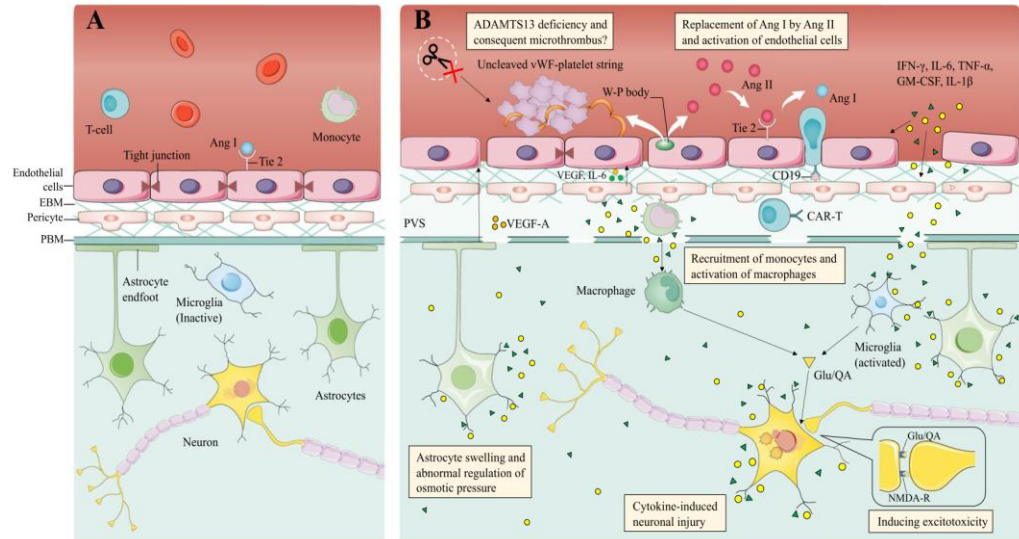 A
T-cell
Monocyte
Ang I
Tie 2
Tight junction
Endothelial
cells
EBM
Pericyte
PBM
Astrocyte
endfoot
Microglia
(Inactive)
Astrocytes
Neuron
B
ADAMTS13 deficiency and
consequent microthrombus?
Replacement of Ang I by Ang II
and activation of endothelial cells
Uncleaved vWF-platelet string
W-P body
Ang II
Ang I
Tie 2
IFN-γ, IL-6, TNF-α,
GM-CSF, IL-1β
VEGF, IL-6
CD19
CAR-T
PVS
VEGF-A
Recruitment of monocytes and
activation of macrophages
Macrophage
Microglia
(activated)
Glu/QA
Astrocyte swelling and
abnormal regulation of
osmotic pressure
Cytokine-induced
neuronal injury
Glu/QA
NMDA-R
Inducing excitotoxicity